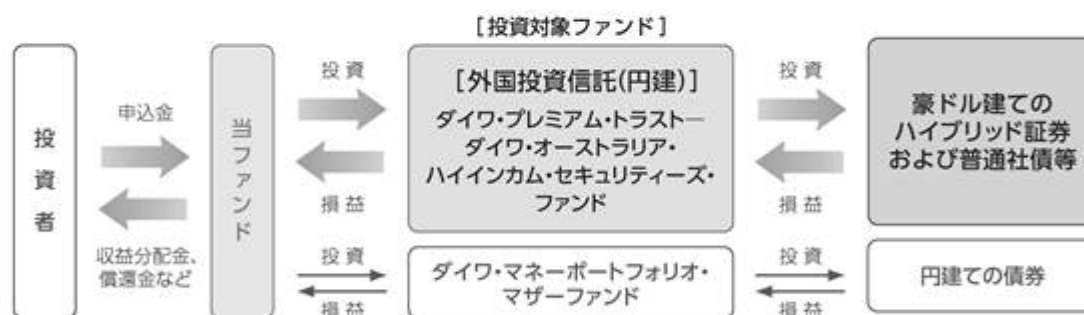 [投資対象ファンド]
投資者
申込金
収益分配金、
償還金など
当ファンド
投資
損益
[外国投資信託(円建)]
ダイワ・プレミアム・トラスト―
ダイワ・オーストラリア・
ハイインカム・セキュリティーズ・
ファンド
投資
損益
豪ドル建ての
ハイブリッド証券
および普通社債等
投資
損益
ダイワ・マネーポートフォリオ・
マザーファンド
投資
損益
円建ての債券